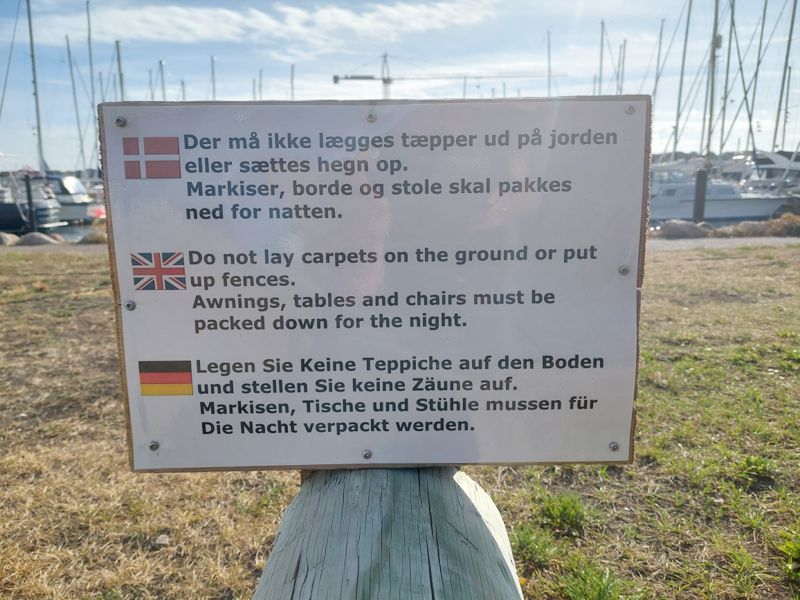 Der må ikke lægges tæpper ud på jorden
eller sættes hegn op.
Markiser, borde og stole skal pakkes
ned for natten.
Do not lay carpets on the ground or put
up fences.
Awnings, tables and chairs must be
packed down for the night.
Legen Sie Keine Teppiche auf den Boden
und stellen Sie keine Zäune auf.
Markisen, Tische und Stühle mussen für
Die Nacht verpackt werden.